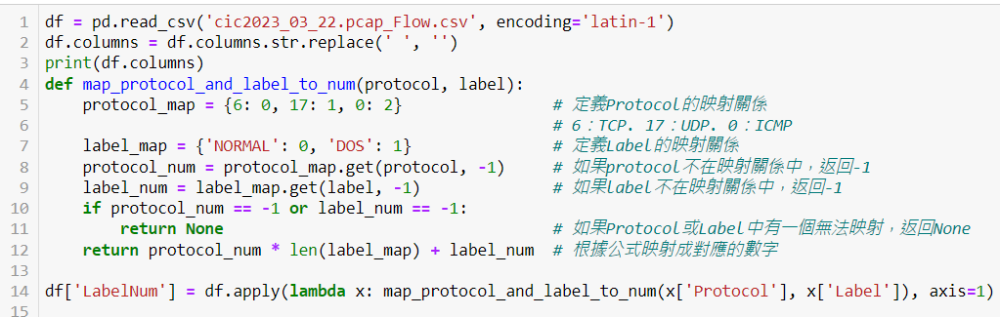 1 df = pd.read_csv('cic2023_03_22.pcap_Flow.csv', encoding='latin-1')
2 df.columns = df.columns.str.replace(' ', '')
3 print(df.columns)
4 def map_protocol_and_label_to_num(protocol, label):
5     protocol_map = {6: 0, 17: 1, 0: 2}                # 定義Protocol的映射關係
6                                                       # 6：TCP. 17：UDP. 0：ICMP
7     label_map = {'NORMAL': 0, 'DOS': 1}               # 定義Label的映射關係
8     protocol_num = protocol_map.get(protocol, -1)     # 如果protocol不在映射關係中，返回-1
9     label_num = label_map.get(label, -1)              # 如果label不在映射關係中，返回-1
10     if protocol_num == -1 or label_num == -1:
11         return None                                   # 如果Protocol或Label中有一個無法映射，返回None
12     return protocol_num * len(label_map) + label_num  # 根據公式映射成對應的數字
13
14 df['LabelNum'] = df.apply(lambda x: map_protocol_and_label_to_num(x['Protocol'], x['Label']), axis=1)
15